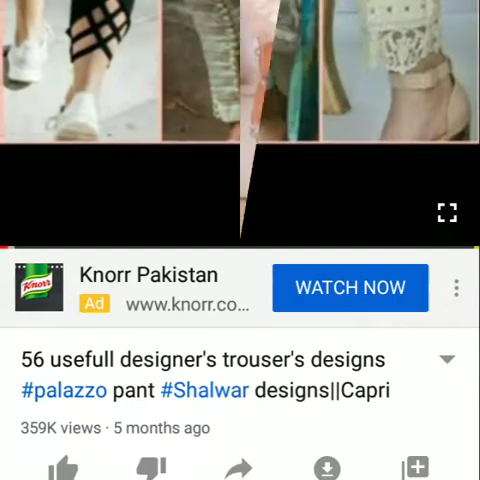 Knorr
Knorr Pakistan
Ad www.knorr.co...
WATCH NOW
56 usefull designer's trouser's designs
#palazzo pant #Shalwar designs||Capri
359K views · 5 months ago